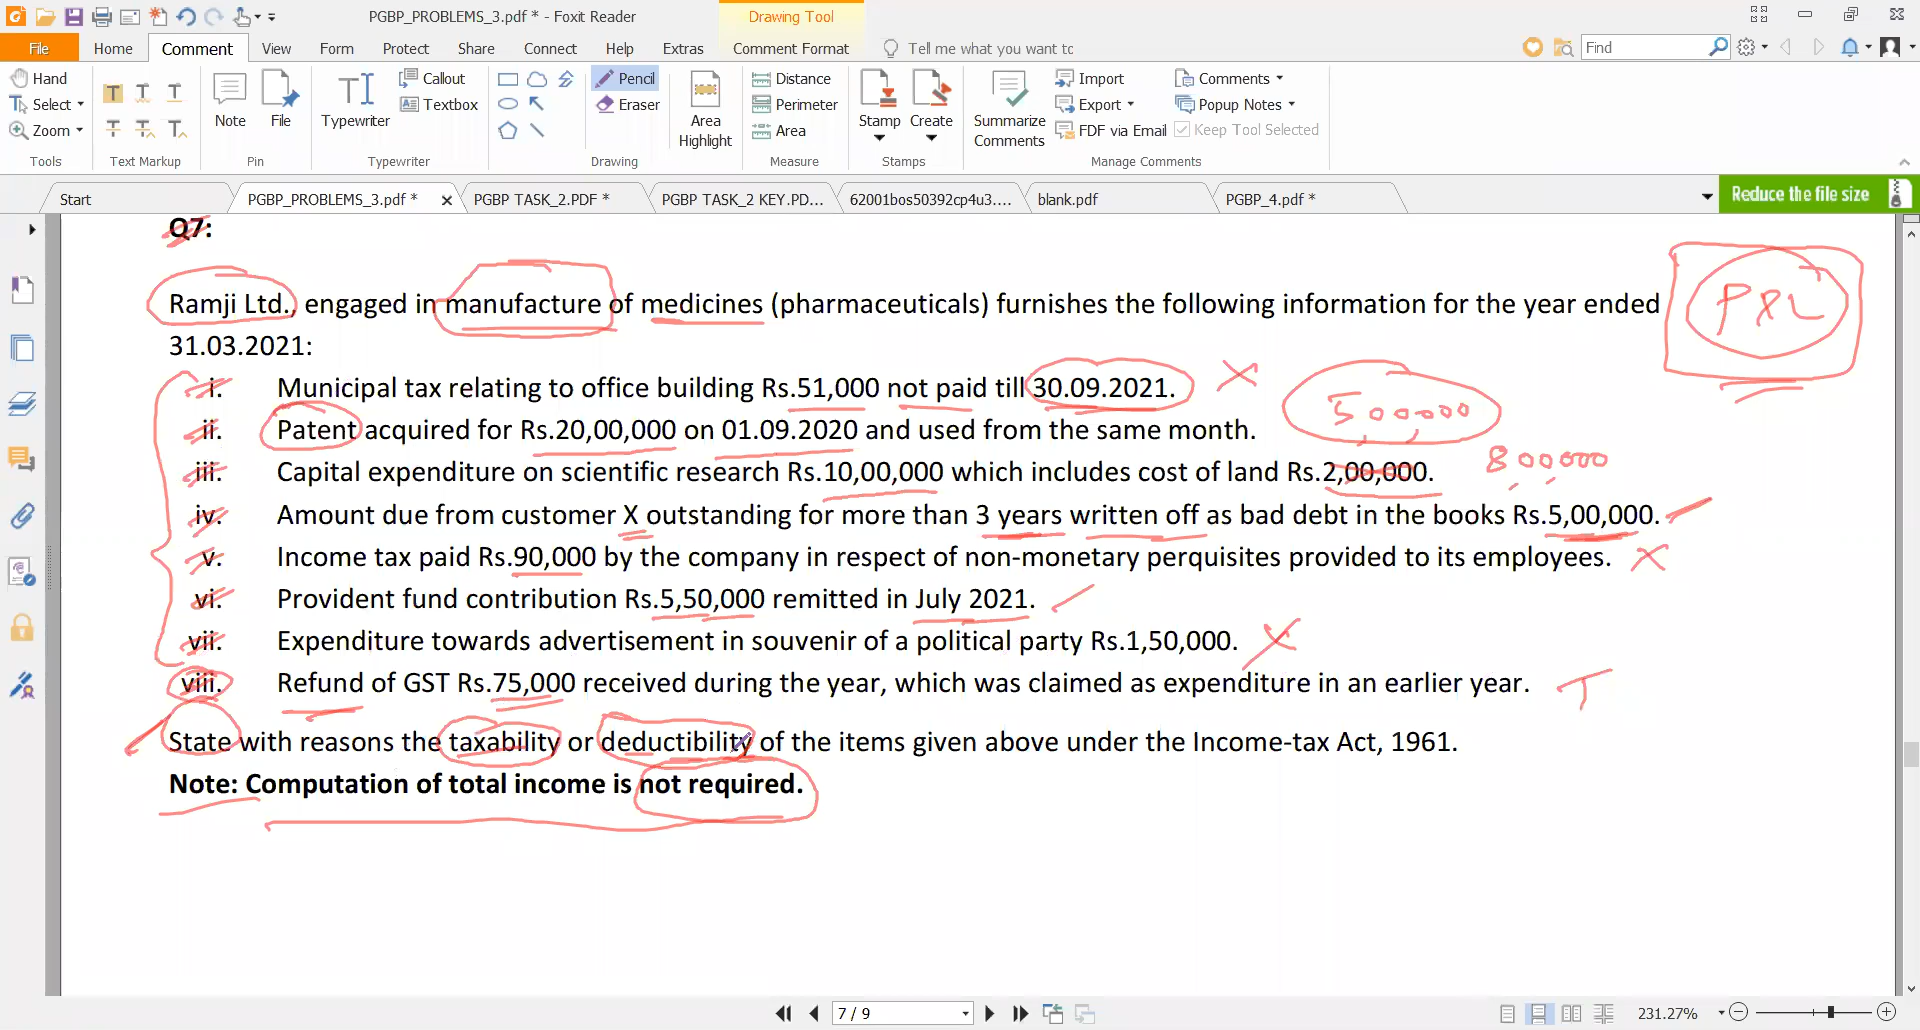 PGBP_PROBLEMS_3.pdf * - Foxit Reader
Drawing Tool
File Home Comment View Form Protect Share Connect Help Extras Comment Format Tell me what you want to Find
Hand
Select
Zoom
Tools
Text Markup
Note
File
Pin
Typewriter
Callout
Textbox
Typewriter
Pencil
Eraser
Drawing
Area Highlight
Distance
Perimeter
Area
Measure
Stamp
Create
Stamps
Summarize Comments
Import
Export
FDF via Email
Comments
Popup Notes
Keep Tool Selected
Manage Comments
Start PGBP_PROBLEMS_3.pdf * PGBP TASK_2.PDF * PGBP TASK_2 KEY.PD... 62001bos50392cp4u3.... blank.pdf PGBP_4.pdf * Reduce the file size
Q7:
Ramji Ltd., engaged in manufacture of medicines (pharmaceuticals) furnishes the following information for the year ended
P&L
31.03.2021:
i. Municipal tax relating to office building Rs.51,000 not paid till 30.09.2021.
5,00,000
ii. Patent acquired for Rs.20,00,000 on 01.09.2020 and used from the same month.
8,00,000
iii. Capital expenditure on scientific research Rs.10,00,000 which includes cost of land Rs.2,00,000.
iv. Amount due from customer X outstanding for more than 3 years written off as bad debt in the books Rs.5,00,000.
v. Income tax paid Rs.90,000 by the company in respect of non-monetary perquisites provided to its employees.
vi. Provident fund contribution Rs.5,50,000 remitted in July 2021.
vii. Expenditure towards advertisement in souvenir of a political party Rs.1,50,000.
viii. Refund of GST Rs.75,000 received during the year, which was claimed as expenditure in an earlier year. T
State with reasons the taxability or deductibility of the items given above under the Income-tax Act, 1961.
Note: Computation of total income is not required.
7 / 9
231.27%